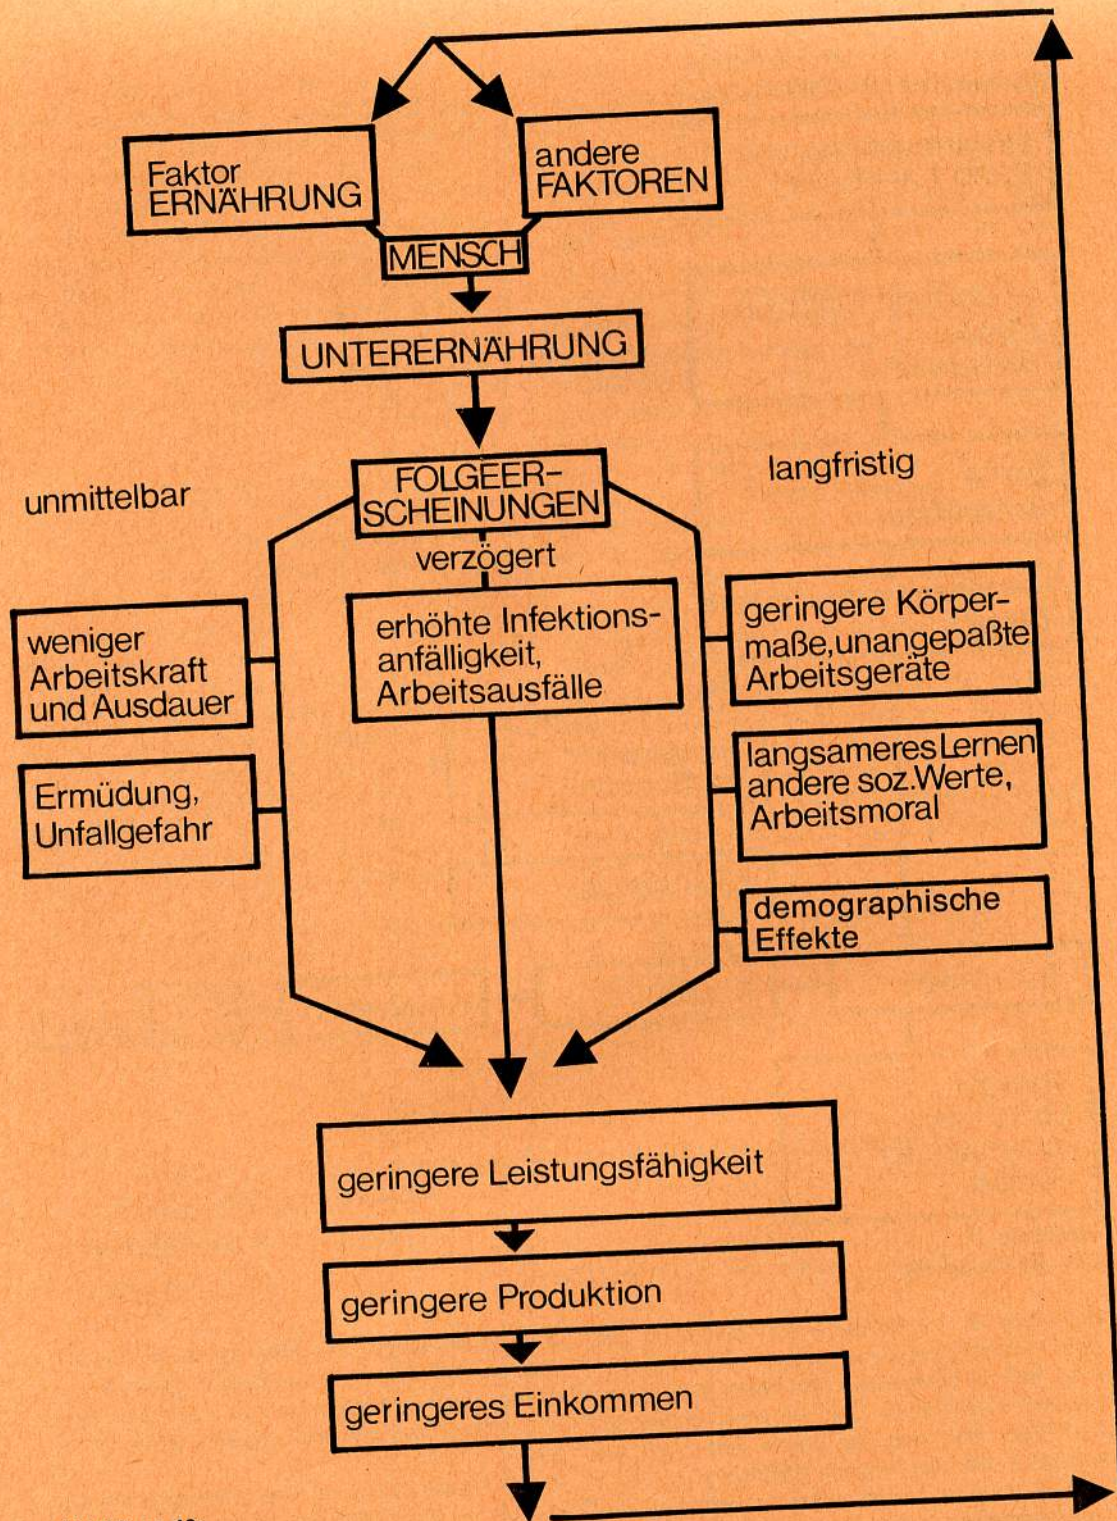 Faktor
ERNÄHRUNG
andere
FAKTOREN
MENSCH
UNTERERNÄHRUNG
FOLGEER-
SCHEINUNGEN
unmittelbar
verzögert
langfristig
weniger
Arbeitskraft
und Ausdauer
Ermüdung,
Unfallgefahr
erhöhte Infektions-
anfälligkeit,
Arbeitsausfälle
geringere Körper-
maße,unangepaßte
Arbeitsgeräte
langsameres Lernen
andere soz.Werte,
Arbeitsmoral
demographische
Effekte
geringere Leistungsfähigkeit
geringere Produktion
geringeres Einkommen